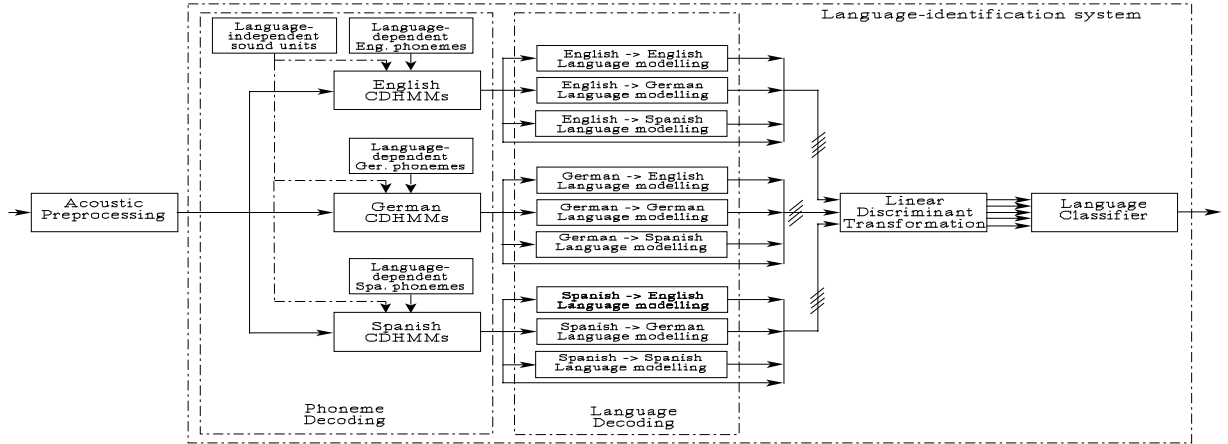 Language-identification system
Language-
independent
sound units
Language-
dependent
Eng. phonemes
English
CDHMMs
English -> English
Language modelling
English -> German
Language modelling
English -> Spanish
Language modelling
Language-
dependent
Ger. phonemes
German
CDHMMs
German -> English
Language modelling
German -> German
Language modelling
German -> Spanish
Language modelling
Language-
dependent
Spa. phonemes
Spanish
CDHMMs
Spanish -> English
Language modelling
Spanish -> German
Language modelling
Spanish -> Spanish
Language modelling
Acoustic
Preprocessing
Linear
Discriminant
Transformation
Language
Classifier
Phoneme
Decoding
Language
Decoding